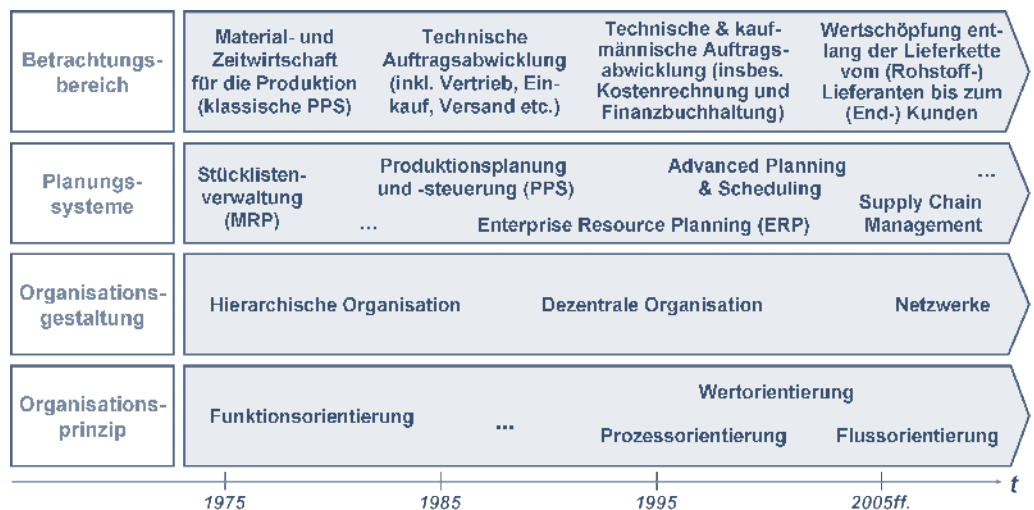 Betrachtungs-
bereich
Material- und
Zeitwirtschaft
für die Produktion
(klassische PPS)
Technische
Auftragsabwicklung
(inkl. Vertrieb, Ein-
kauf, Versand etc.)
Technische & kauf-
männische Auftrags-
abwicklung (insbes.
Kostenrechnung und
Finanzbuchhaltung)
Wertschöpfung ent-
lang der Lieferkette
vom (Rohstoff-)
Lieferanten bis zum
(End-) Kunden
Planungs-
systeme
Stücklisten-
verwaltung
(MRP)
...
Produktionsplanung
und -steuerung (PPS)
Enterprise Resource Planning (ERP)
Advanced Planning
& Scheduling
...
Supply Chain
Management
Organisations-
gestaltung
Hierarchische Organisation
Dezentrale Organisation
Netzwerke
Organisations-
prinzip
Funktionsorientierung
...
Wertorientierung
Prozessorientierung
Flussorientierung
1975
1985
1995
2005ff.
t